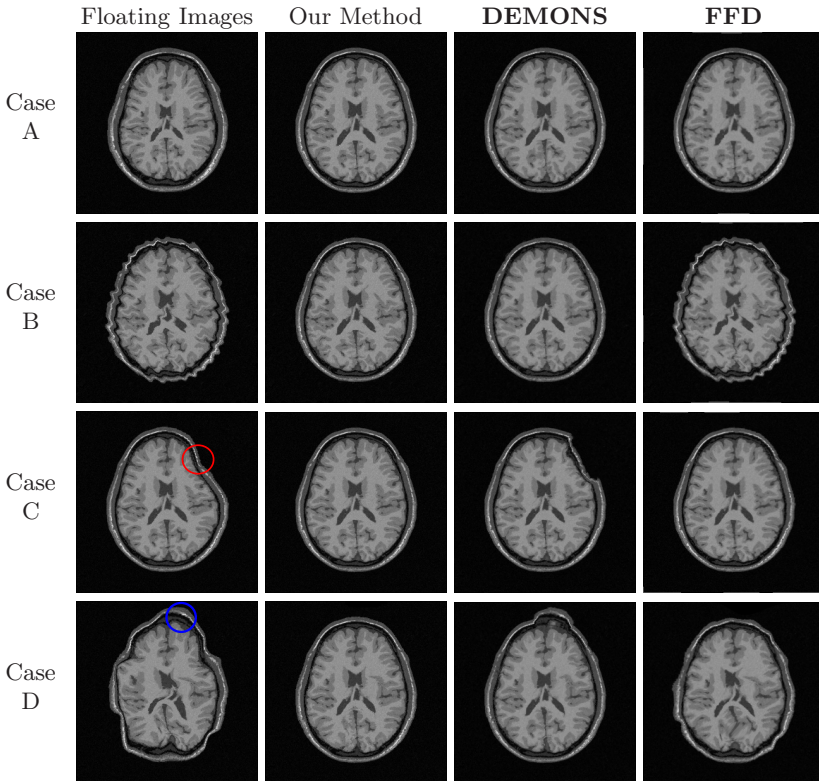 Floating Images Our Method DEMONS FFD
Case
A
Case
B
Case
C
Case
D